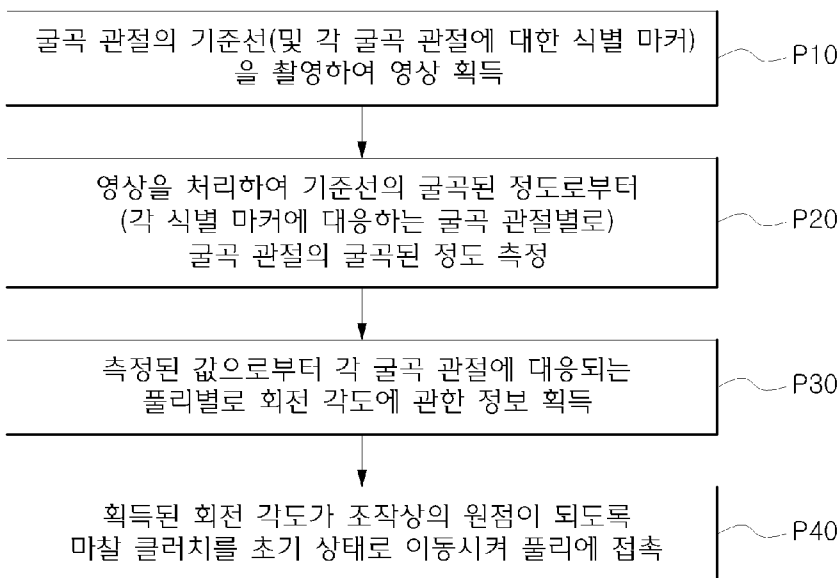 굴곡 관절의 기준선(및 각 굴곡 관절에 대한 식별 마커)
을 촬영하여 영상 획득
P10
영상을 처리하여 기준선의 굴곡된 정도로부터
(각 식별 마커에 대응하는 굴곡 관절별로)
굴곡 관절의 굴곡된 정도 측정
P20
측정된 값으로부터 각 굴곡 관절에 대응되는
풀리별로 회전 각도에 관한 정보 획득
P30
획득된 회전 각도가 조작상의 원점이 되도록
마찰 클러치를 초기 상태로 이동시켜 풀리에 접촉
P40